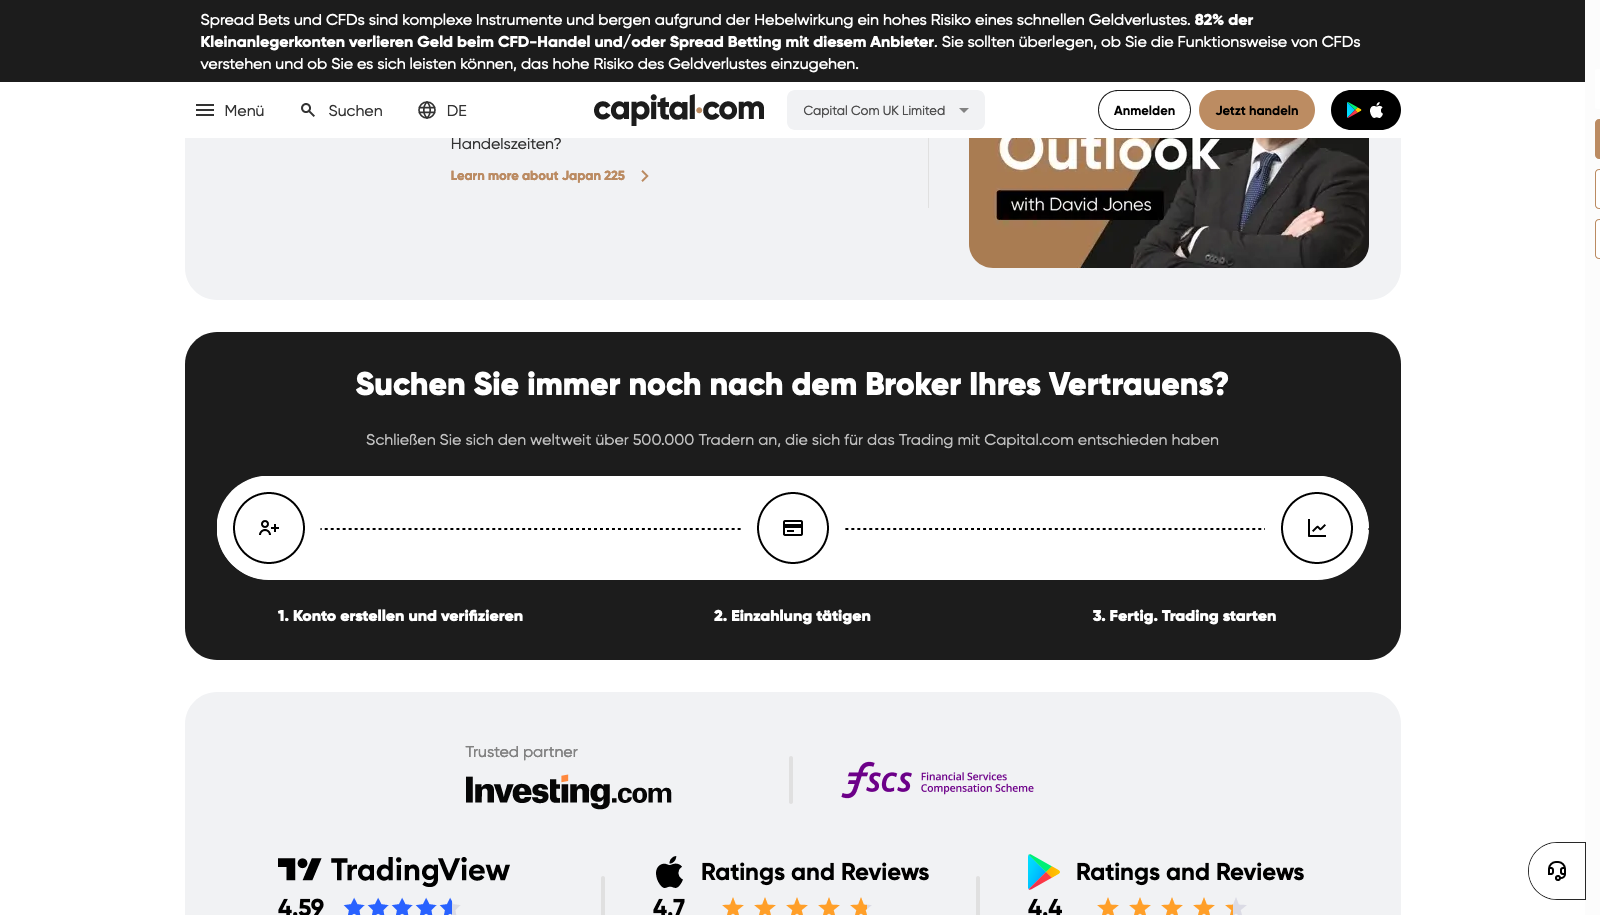 Spread Bets und CFDs sind komplexe Instrumente und bergen aufgrund der Hebelwirkung ein hohes Risiko eines schnellen Geldverlustes. 82% der
Kleinanlegerkonten verlieren Geld beim CFD-Handel und/oder Spread Betting mit diesem Anbieter. Sie sollten überlegen, ob Sie die Funktionsweise von CFDs
verstehen und ob Sie es sich leisten können, das hohe Risiko des Geldverlustes einzugehen.
Menü
Suchen
DE
capital.com
Capital Com UK Limited
Anmelden
Jetzt handeln
Handelszeiten?
Learn more about Japan 225
Outlook
with David Jones
Suchen Sie immer noch nach dem Broker Ihres Vertrauens?
Schließen Sie sich den weltweit über 500.000 Tradern an, die sich für das Trading mit Capital.com entschieden haben
1. Konto erstellen und verifizieren
2. Einzahlung tätigen
3. Fertig. Trading starten
Trusted partner
Investing.com
fscs Financial Services
Compensation Scheme
TradingView
4.59
Ratings and Reviews
4.7
Ratings and Reviews
4.4